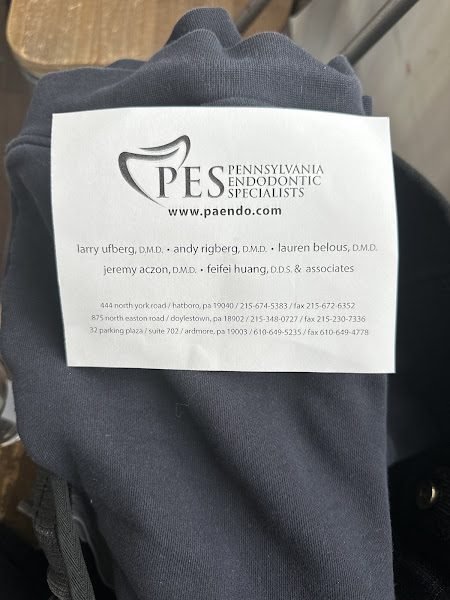 PES PENNSYLVANIA
ENDODONTIC
SPECIALISTS
www.paendo.com
larry ufberg, D.M.D. • andy rigberg, D.M.D. • lauren belous, D.M.D.
jeremy aczon, D.M.D. • feifei huang, D.D.S. & associates
444 north york road / hatboro, pa 19040 / 215-674-5383 / fax 215-672-6352
875 north easton road / doylestown, pa 18902 / 215-348-0727 / fax 215-230-7336
32 parking plaza / suite 702 / ardmore, pa 19003 / 610-649-5235 / fax 610-649-4778